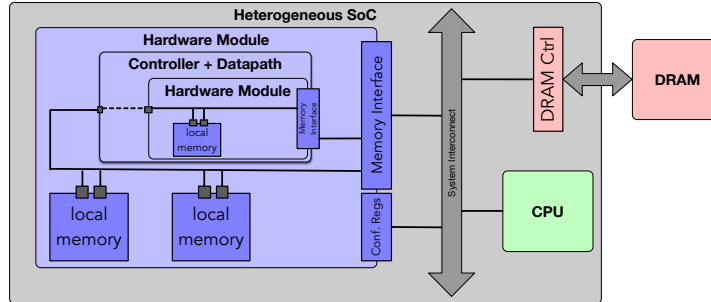 Heterogeneous SoC
Hardware Module
Controller + Datapath
Hardware Module
local
memory
Memory
Interface
Memory Interface
local
memory
local
memory
Conf. Regs
System Interconnect
DRAM Ctrl
DRAM
CPU